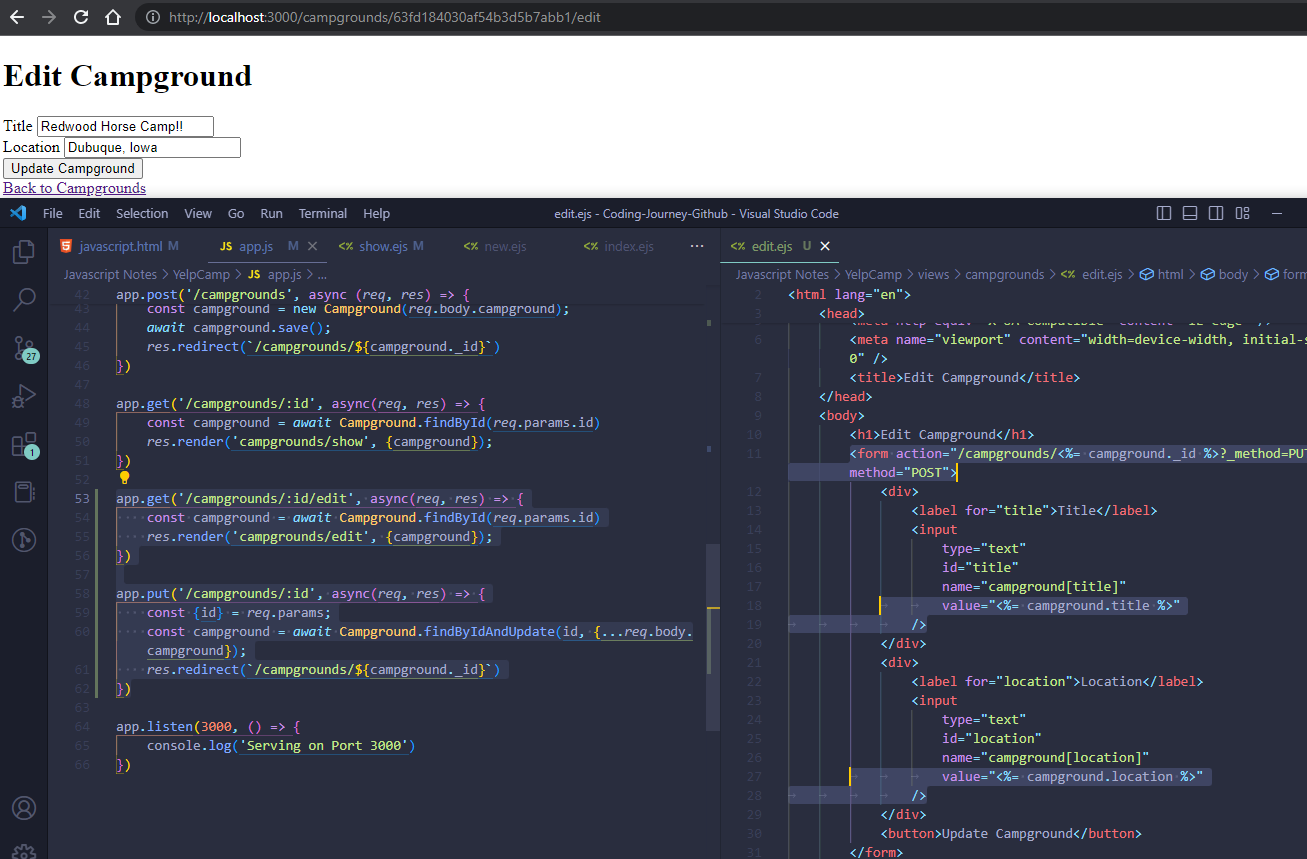 http://localhost:3000/campgrounds/63fd184030af54b3d5b7abb1/edit
Edit Campground
Title Redwood Horse Camp!!
Location Dubuque, Iowa
Update Campground
Back to Campgrounds
File Edit Selection View Go Run Terminal Help edit.ejs - Coding-Journey-Github - Visual Studio Code
javascript.html M JS app.js M show.ejs M new.ejs index.ejs ...
Javascript Notes > YelpCamp > JS app.js > ...
42 app.post('/campgrounds', async (req, res) => {
43 const campground = new Campground(req.body.campground);
44 await campground.save();
45 res.redirect(`/campgrounds/${campground._id}`)
46 })
47
48 app.get('/campgrounds/:id', async(req, res) => {
49 const campground = await Campground.findById(req.params.id)
50 res.render('campgrounds/show', {campground});
51 })
52
53 app.get('/campgrounds/:id/edit', async(req, res) => {
54 const campground = await Campground.findById(req.params.id)
55 res.render('campgrounds/edit', {campground});
56 })
57
58 app.put('/campgrounds/:id', async(req, res) => {
59 const {id} = req.params;
60 const campground = await Campground.findByIdAndUpdate(id, {...req.body.
campground});
61 res.redirect(`/campgrounds/${campground._id}`)
62 })
63
64 app.listen(3000, () => {
65 console.log('Serving on Port 3000')
66 })
27
1
edit.ejs U
Javascript Notes > YelpCamp > views > campgrounds > edit.ejs > html > body > form
2 <html lang="en">
3 <head>
6 <meta name="viewport" content="width=device-width, initial-s
0" />
7 <title>Edit Campground</title>
8 </head>
9 <body>
10 <h1>Edit Campground</h1>
11 <form action="/campgrounds/<%= campground._id %>?_method=PUT
method="POST">
12 <div>
13 <label for="title">Title</label>
14 <input
15 type="text"
16 id="title"
17 name="campground[title]"
18 value="<%= campground.title %>"
19 />
20 </div>
21 <div>
22 <label for="location">Location</label>
23 <input
24 type="text"
25 id="location"
26 name="campground[location]"
27 value="<%= campground.location %>"
28 />
29 </div>
30 <button>Update Campground</button>
31 </form>